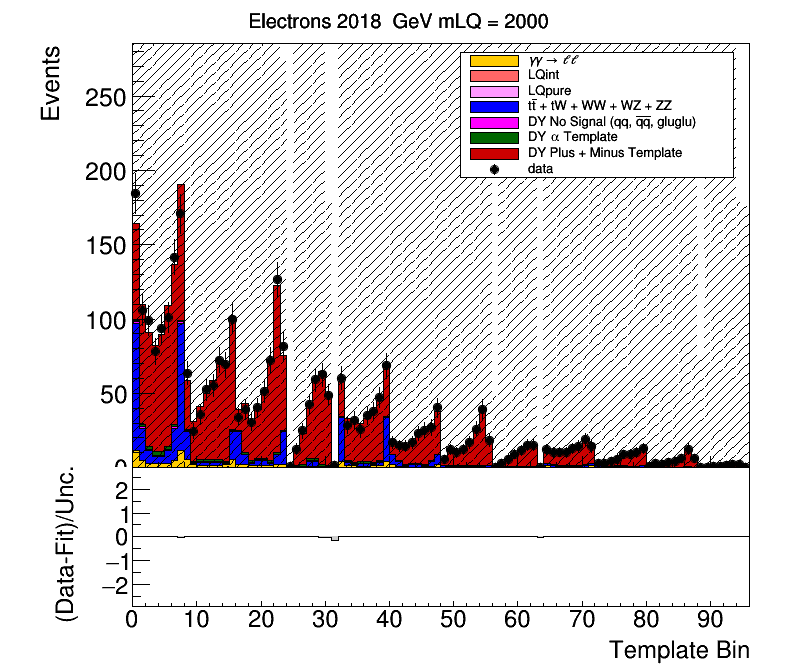 Electrons 2018 GeV mLQ = 2000
Events
250
200
150
100
50
0
γγ → ℓℓ
LQint
LQpure
tt̄ + tW + WW + WZ + ZZ
DY No Signal (qq, q̄q̄, gluglu)
DY α Template
DY Plus + Minus Template
data
(Data-Fit)/Unc.
2
1
0
−1
−2
0 10 20 30 40 50 60 70 80 90
Template Bin